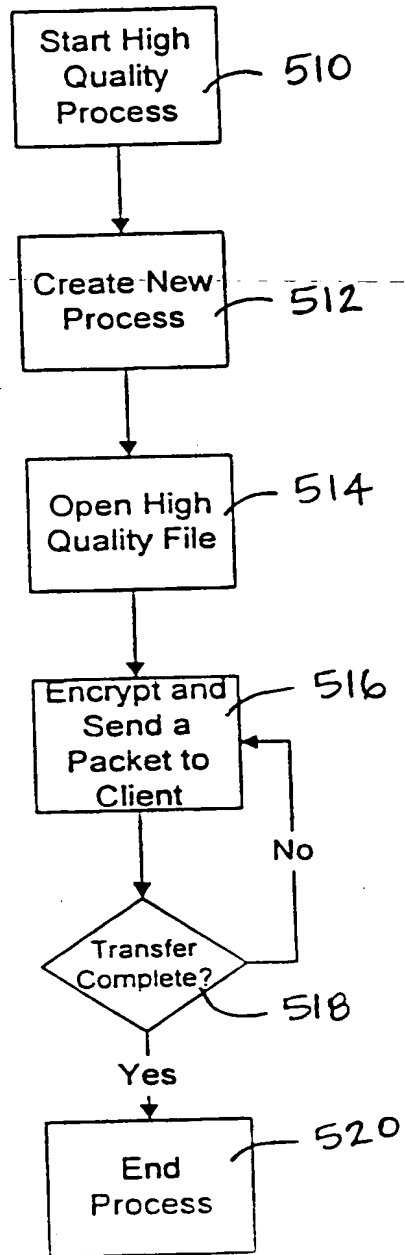 Start High
Quality
Process
510
Create New
Process
512
Open High
Quality File
514
Encrypt and
Send a
Packet to
Client
516
No
Transfer
Complete?
518
Yes
End
Process
520